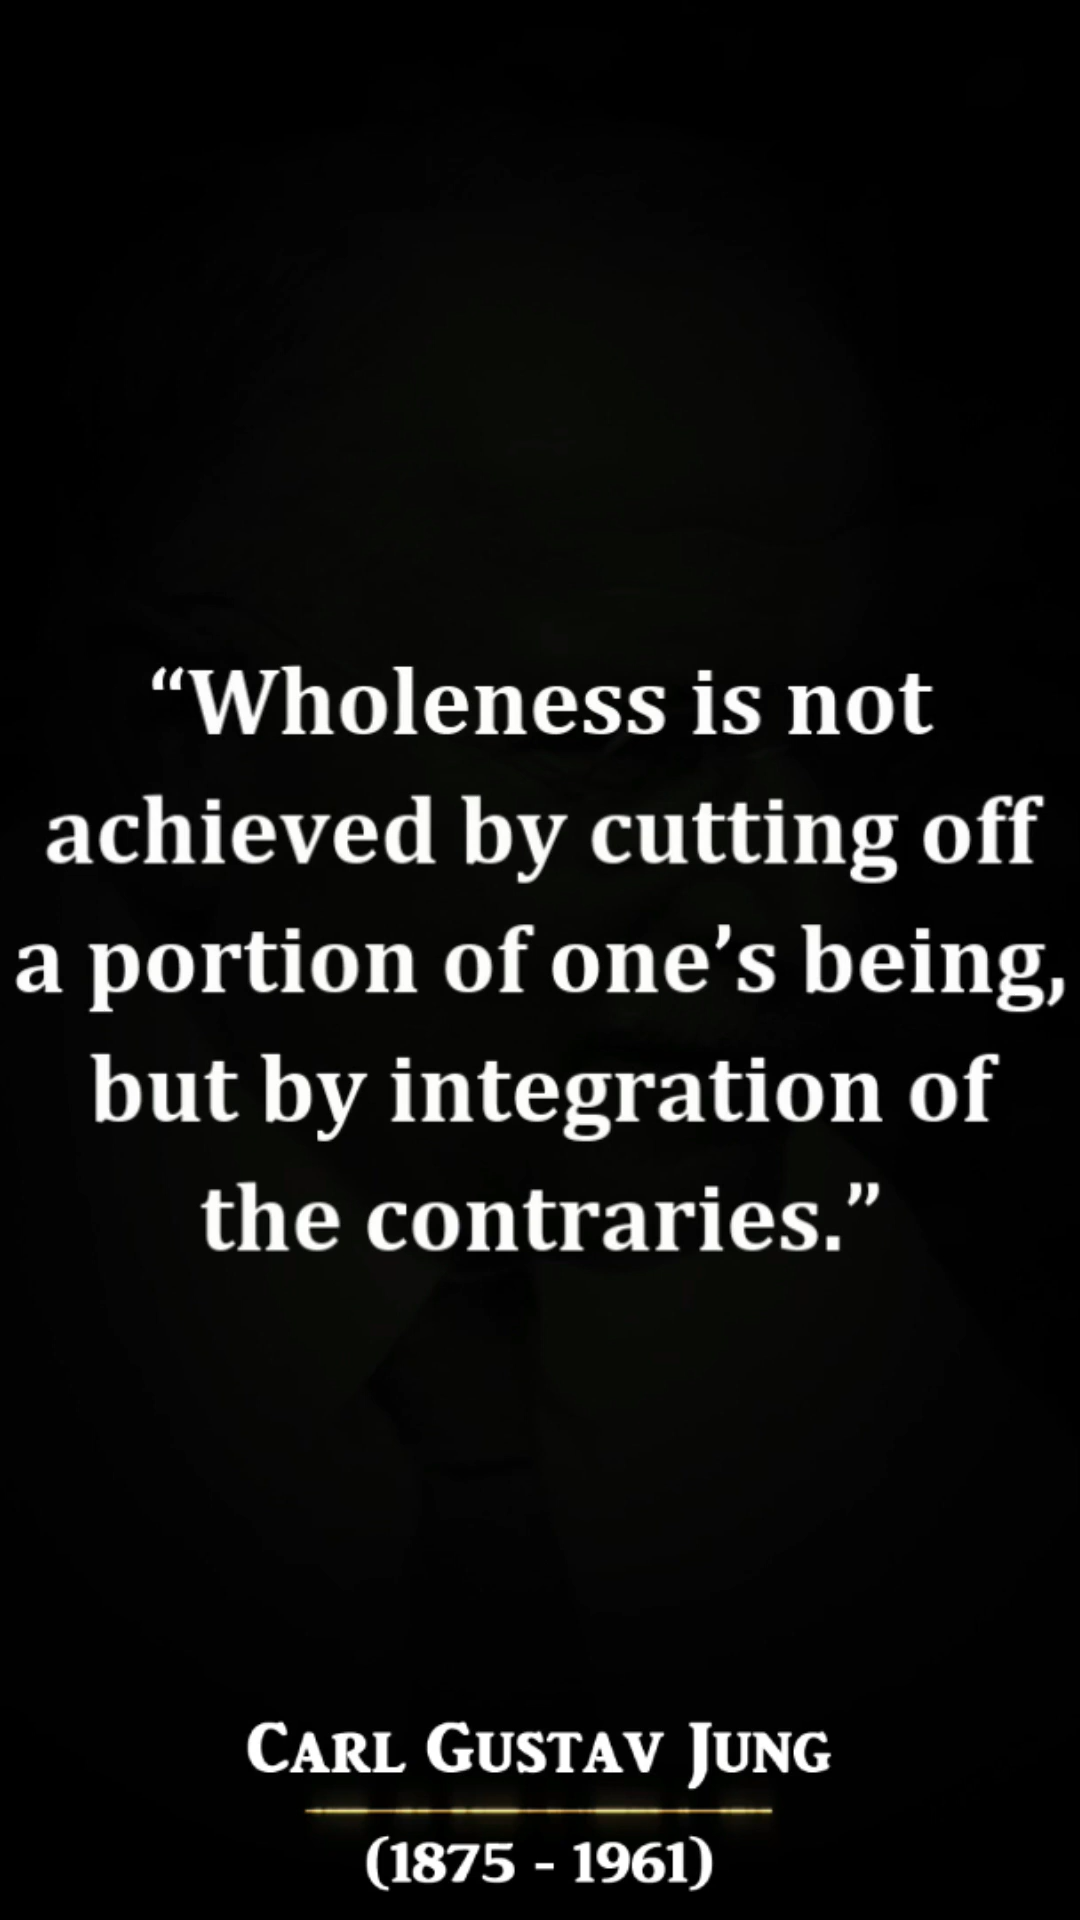 “Wholeness is not
achieved by cutting off
a portion of one’s being,
but by integration of
the contraries.”
Carl Gustav Jung
(1875 - 1961)